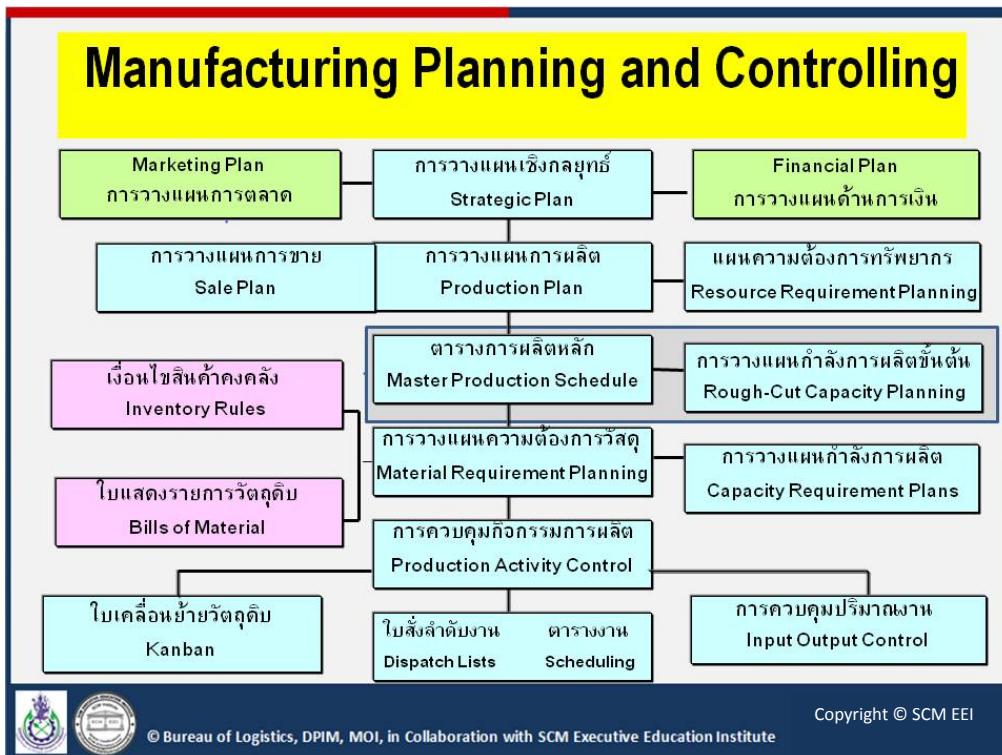 Manufacturing Planning and Controlling
Marketing Plan
การวางแผนการตลาด
การวางแผนเชิงกลยุทธ์
Strategic Plan
Financial Plan
การวางแผนด้านการเงิน
การวางแผนการขาย
Sale Plan
การวางแผนการผลิต
Production Plan
แผนความต้องการทรัพยากร
Resource Requirement Planning
ตารางการผลิตหลัก
Master Production Schedule
การวางแผนกำลังการผลิตขั้นต้น
Rough-Cut Capacity Planning
เงื่อนไขสินค้าคงคลัง
Inventory Rules
การวางแผนความต้องการวัสดุ
Material Requirement Planning
การวางแผนกำลังการผลิต
Capacity Requirement Plans
ใบแสดงรายการวัตถุดิบ
Bills of Material
การควบคุมกิจกรรมการผลิต
Production Activity Control
ใบเคลื่อนย้ายวัตถุดิบ
Kanban
ใบสั่งลำดับงาน ตารางงาน
Dispatch Lists Scheduling
การควบคุมปริมาณงาน
Input Output Control
Copyright © SCM EEI
© Bureau of Logistics, DPIM, MOI, in Collaboration with SCM Executive Education Institute